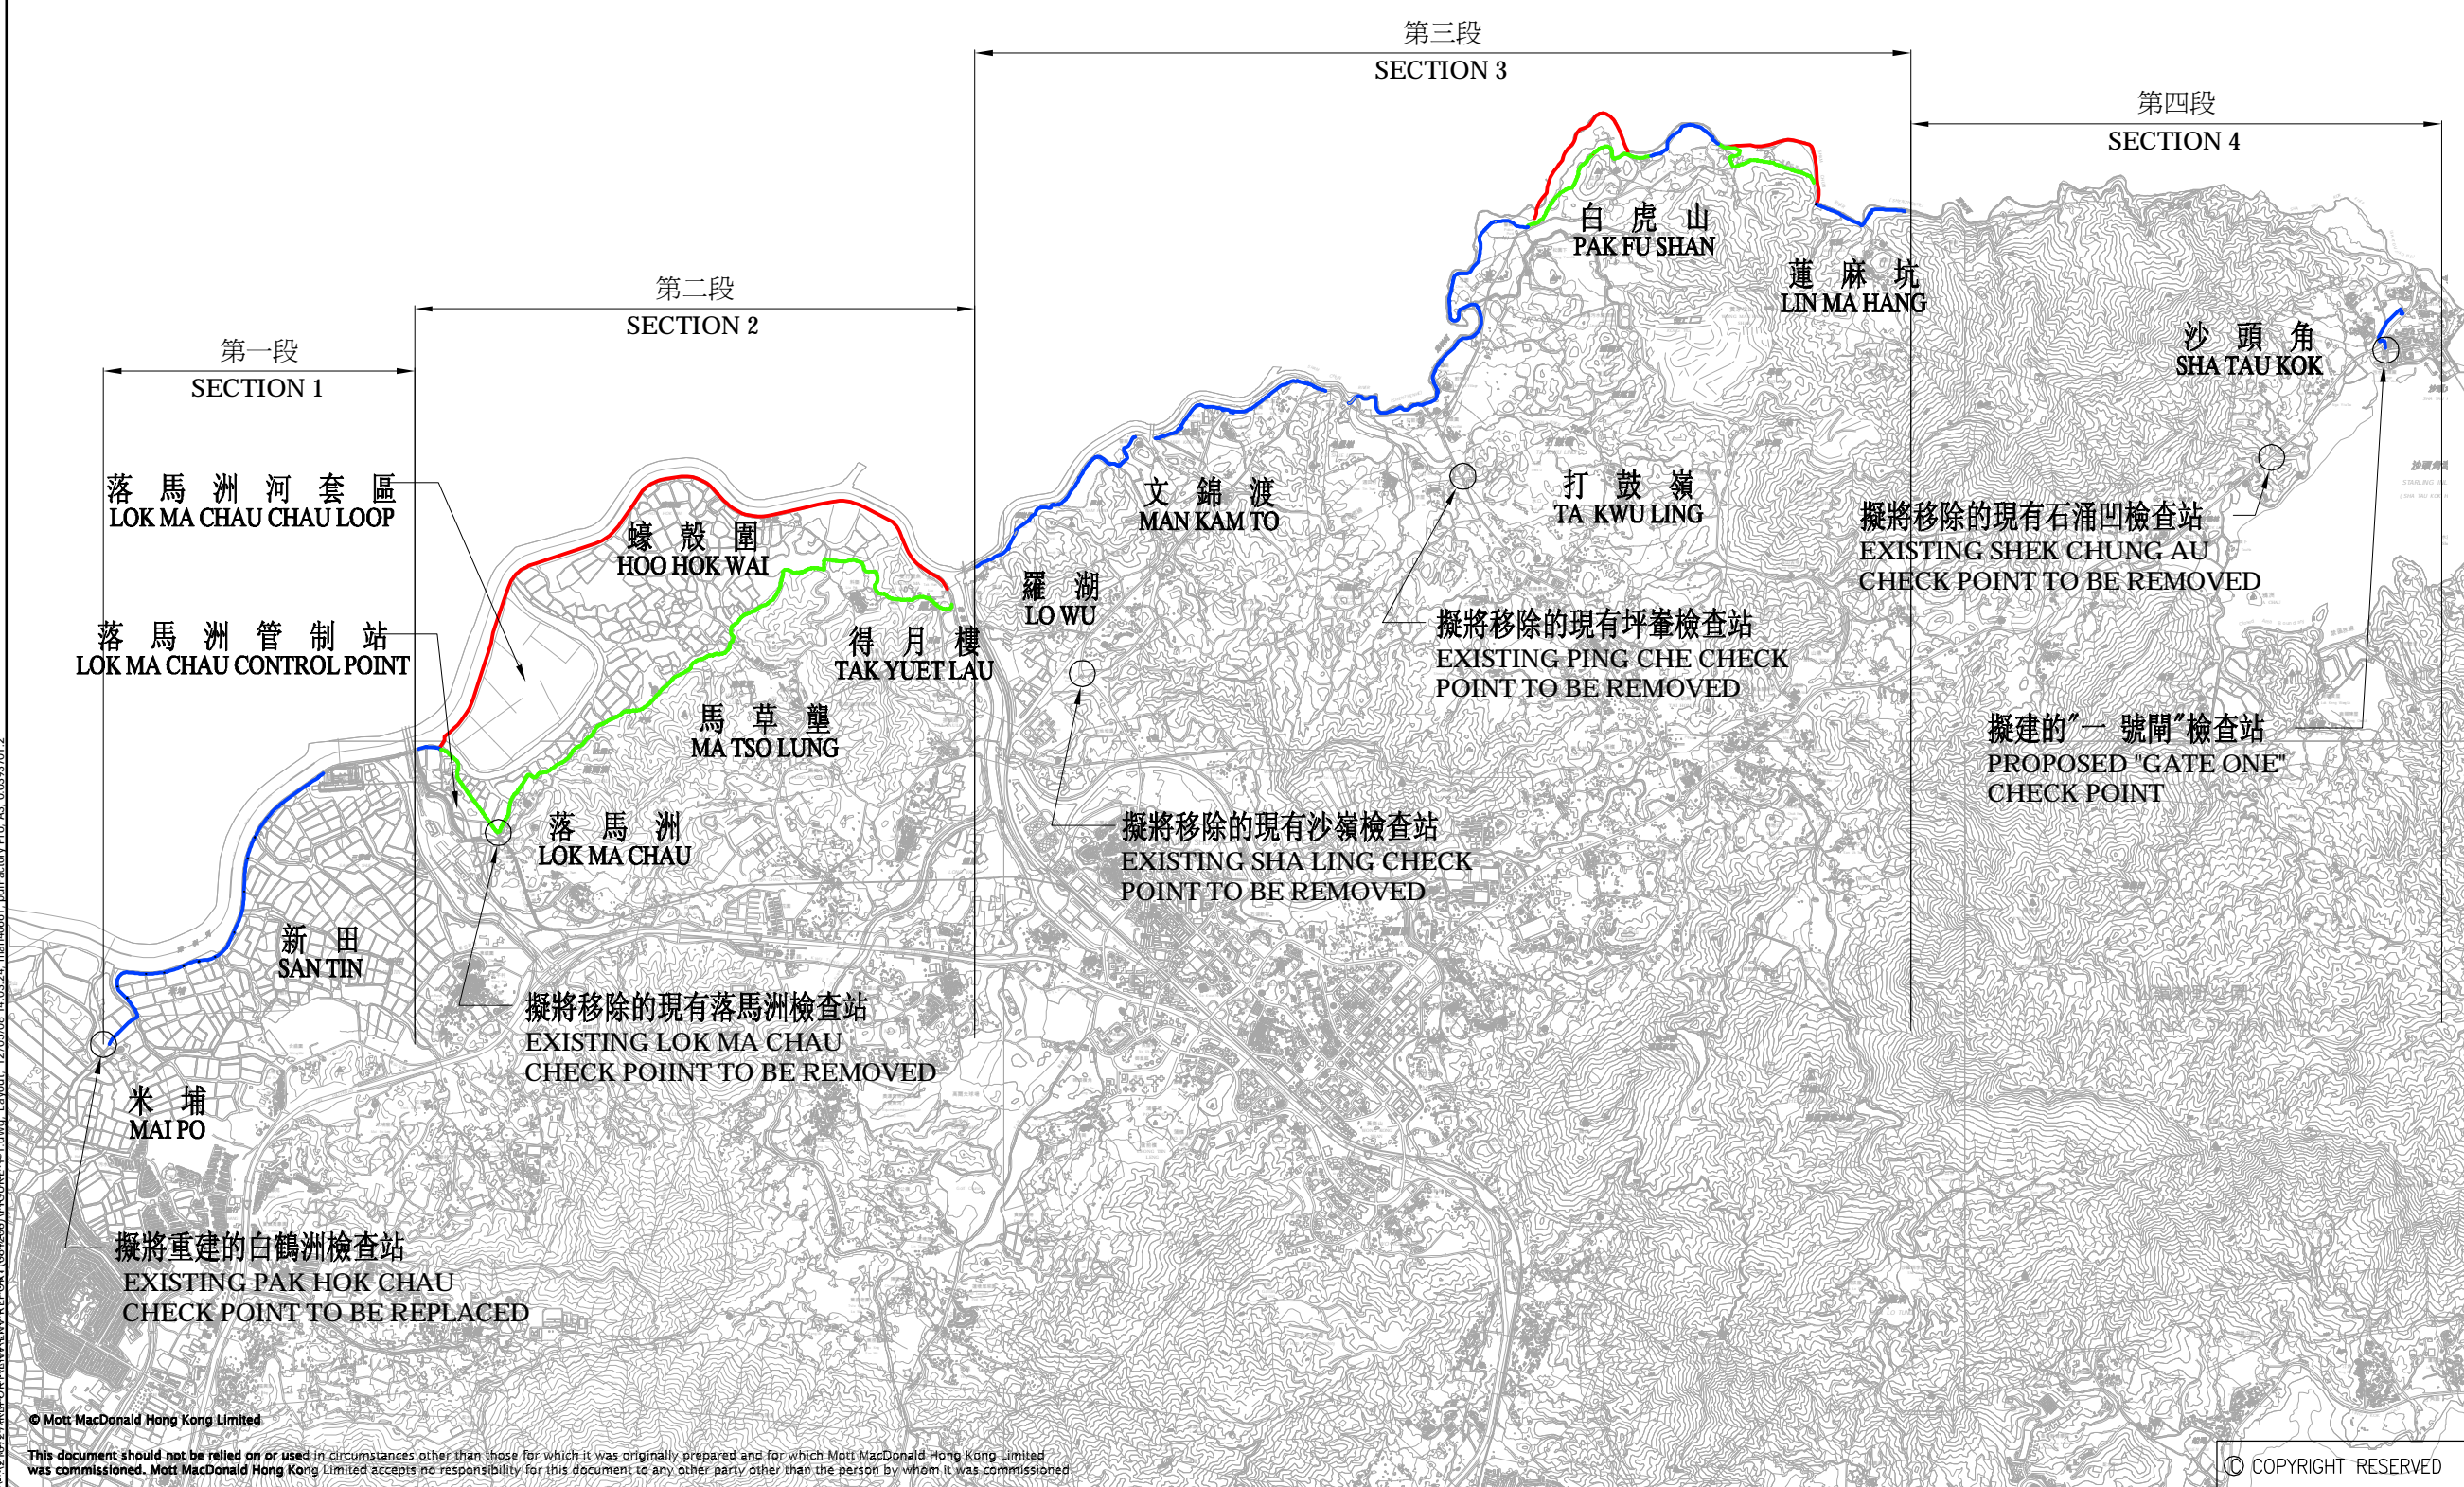 第三段
SECTION 3
第四段
SECTION 4
第二段
SECTION 2
第一段
SECTION 1
白虎山
PAK FU SHAN
蓮麻坑
LIN MA HANG
沙頭角
SHA TAU KOK
落馬洲河套區
LOK MA CHAU CHAU LOOP
蠔殼圍
HOO HOK WAI
文錦渡
MAN KAM TO
打鼓嶺
TA KWU LING
擬將移除的現有石涌凹檢查站
EXISTING SHEK CHUNG AU
CHECK POINT TO BE REMOVED
羅湖
LO WU
落馬洲管制站
LOK MA CHAU CONTROL POINT
得月樓
TAK YUET LAU
擬將移除的現有坪輋檢查站
EXISTING PING CHE CHECK
POINT TO BE REMOVED
馬草壟
MA TSO LUNG
擬建的"一號閘"檢查站
PROPOSED "GATE ONE"
CHECK POINT
落馬洲
LOK MA CHAU
擬將移除的現有沙嶺檢查站
EXISTING SHA LING CHECK
POINT TO BE REMOVED
新田
SAN TIN
擬將移除的現有落馬洲檢查站
EXISTING LOK MA CHAU
CHECK POIINT TO BE REMOVED
米埔
MAI PO
擬將重建的白鶴洲檢查站
EXISTING PAK HOK CHAU
CHECK POINT TO BE REPLACED
© Mott MacDonald Hong Kong Limited
This document should not be relied on or used in circumstances other than those for which it was originally prepared and for which Mott MacDonald Hong Kong Limited
was commissioned. Mott MacDonald Hong Kong Limited accepts no responsibility for this document to any other party other than the person by whom it was commissioned.
© COPYRIGHT RESERVED